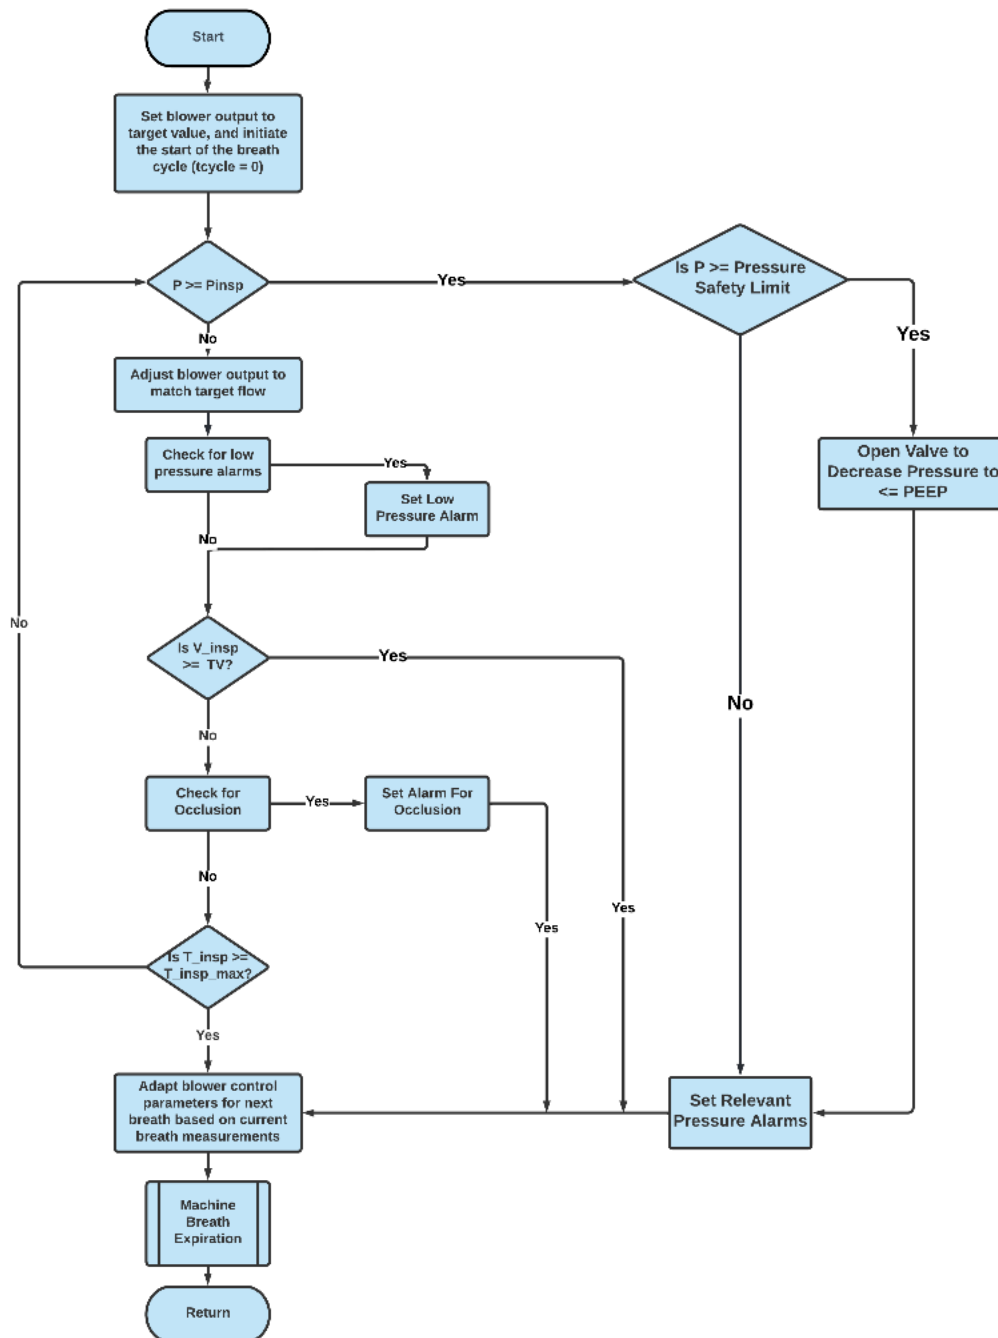 Start
Set blower output to
target value, and initiate
the start of the breath
cycle (tcycle = 0)
P >= Pinsp
Yes
Is P >= Pressure
Safety Limit
Yes
No
Adjust blower output to
match target flow
Check for low
pressure alarms
Yes
Set Low
Pressure Alarm
No
Open Valve to
Decrease Pressure to
<= PEEP
No
Is V_insp
>= TV?
Yes
No
No
Check for
Occlusion
Yes
Set Alarm For
Occlusion
No
Yes
Yes
Is T_insp >=
T_insp_max?
Yes
Adapt blower control
parameters for next
breath based on current
breath measurements
Set Relevant
Pressure Alarms
Machine
Breath
Expiration
Return